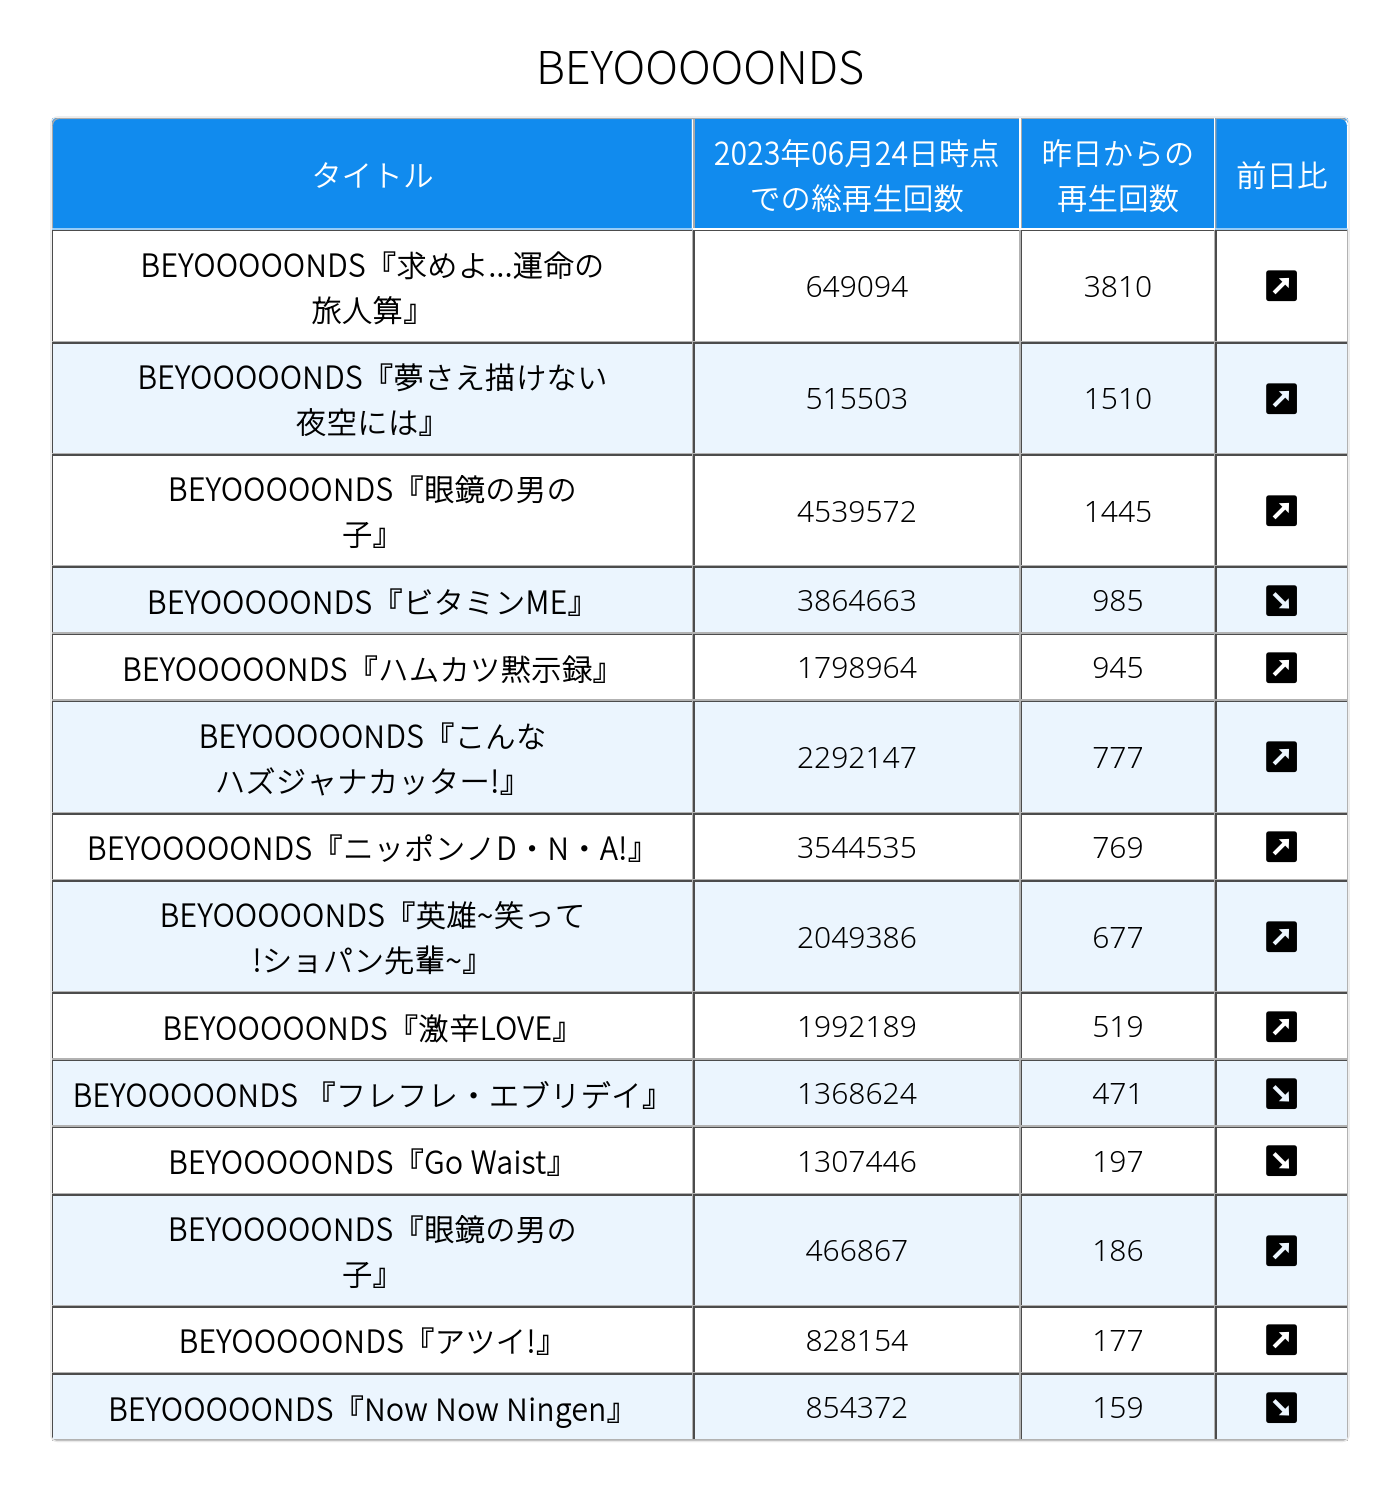 BEYOOOOONDS
タイトル
2023年06月24日時点
での総再生回数
昨日からの
再生回数
前日比
BEYOOOOONDS『求めよ...運命の
旅人算』
649094
3810
BEYOOOOONDS『夢さえ描けない
夜空には』
515503
1510
BEYOOOOONDS『眼鏡の男の
子』
4539572
1445
BEYOOOOONDS『ビタミンME』
3864663
985
BEYOOOOONDS『ハムカツ黙示録』
1798964
945
BEYOOOOONDS『こんな
ハズジャナカッター!』
2292147
777
BEYOOOOONDS『ニッポンノD・N・A!』
3544535
769
BEYOOOOONDS『英雄~笑って
!ショパン先輩~』
2049386
677
BEYOOOOONDS『激辛LOVE』
1992189
519
BEYOOOOONDS 『フレフレ・エブリデイ』
1368624
471
BEYOOOOONDS『Go Waist』
1307446
197
BEYOOOOONDS『眼鏡の男の
子』
466867
186
BEYOOOOONDS『アツイ!』
828154
177
BEYOOOOONDS『Now Now Ningen』
854372
159